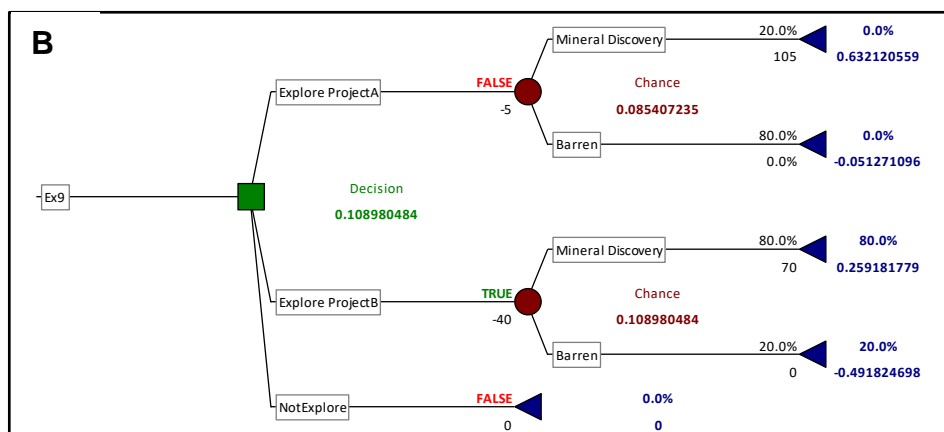 B
Mineral Discovery 20.0% 0.0%
105 0.632120559
FALSE Chance
Explore ProjectA
-5 0.085407235
Barren 80.0% 0.0%
0.0% -0.051271096
Decision
Ex9
0.108980484
Mineral Discovery 80.0% 80.0%
70 0.259181779
TRUE Chance
Explore ProjectB
-40 0.108980484
Barren 20.0% 20.0%
0 -0.491824698
NotExplore FALSE 0.0%
0 0